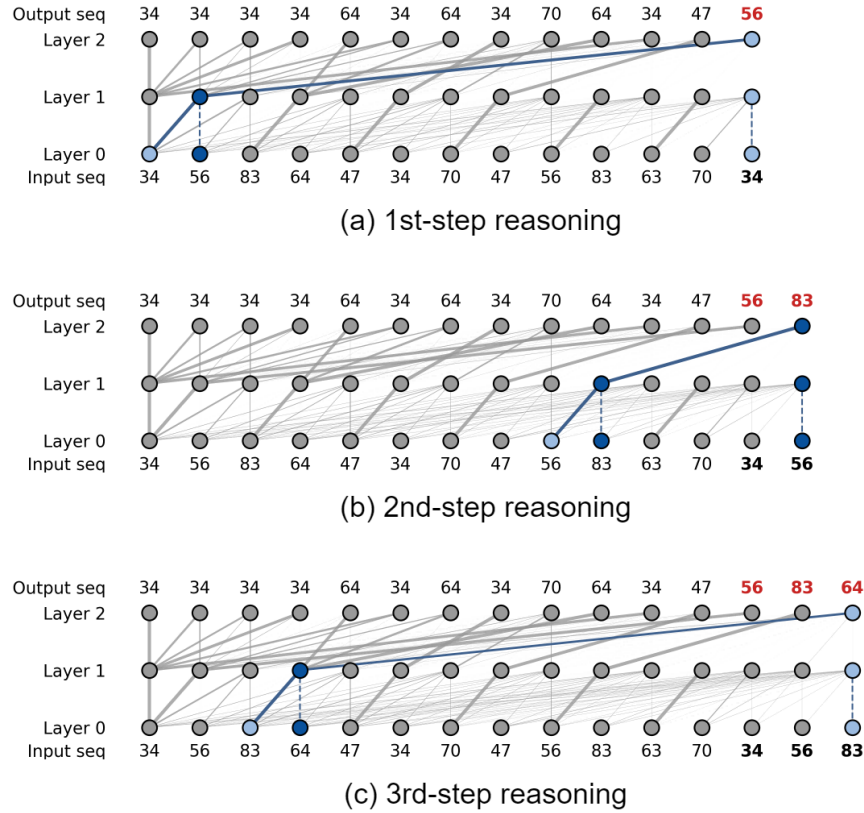 Output seq 34 34 34 34 64 34 64 34 70 64 34 47 56
Layer 2
Layer 1
Layer 0
Input seq 34 56 83 64 47 34 70 47 56 83 63 70 34
(a) 1st-step reasoning
Output seq 34 34 34 34 64 34 64 34 70 64 34 47 56 83
Layer 2
Layer 1
Layer 0
Input seq 34 56 83 64 47 34 70 47 56 83 63 70 34 56
(b) 2nd-step reasoning
Output seq 34 34 34 34 64 34 64 34 70 64 34 47 56 83 64
Layer 2
Layer 1
Layer 0
Input seq 34 56 83 64 47 34 70 47 56 83 63 70 34 56 83
(c) 3rd-step reasoning